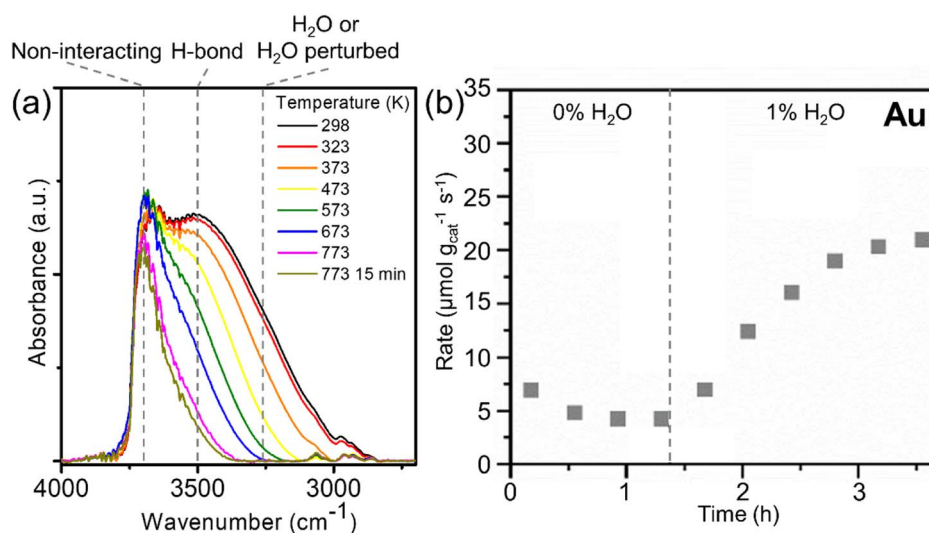 H₂O or
Non-interacting H-bond H₂O perturbed
(a)
Temperature (K)
298
323
373
473
573
673
773
773 15 min
Absorbance (a.u.)
4000 3500 3000
Wavenumber (cm⁻¹)
(b)
0% H₂O 1% H₂O Au
35
30
25
20
15
10
5
0
Rate (μmol g_cat⁻¹ s⁻¹)
0 1 2 3
Time (h)